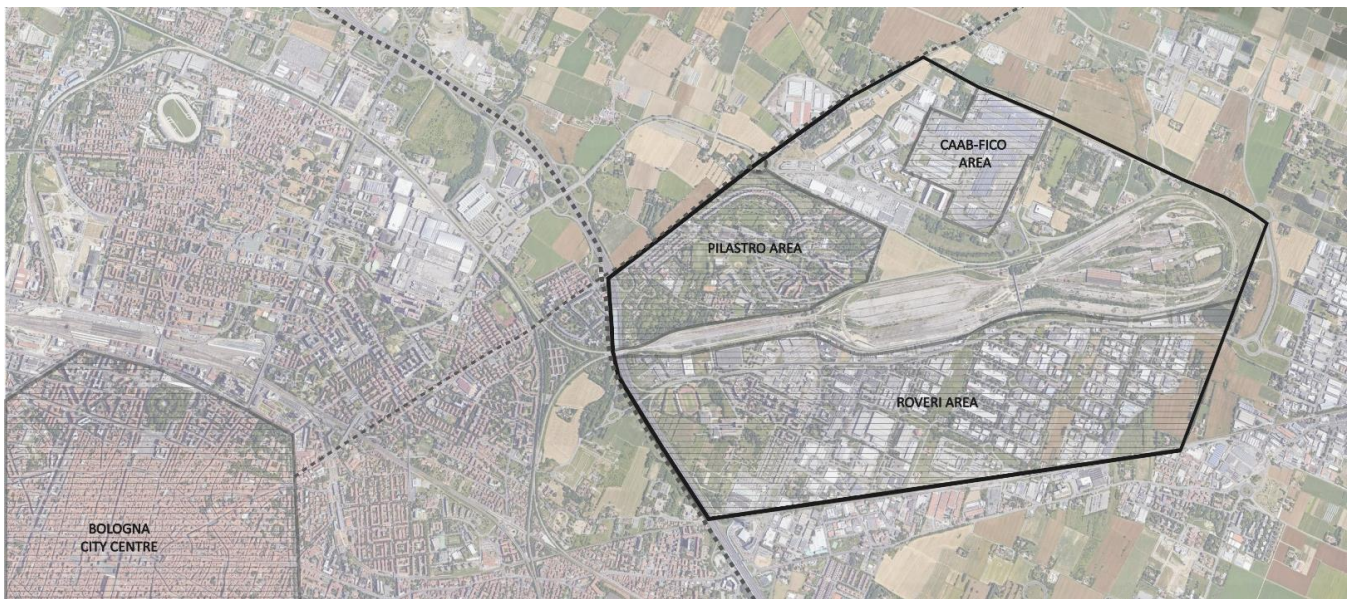 CAAB-FICO
AREA
PILASTRO AREA
ROVERI AREA
BOLOGNA
CITY CENTRE